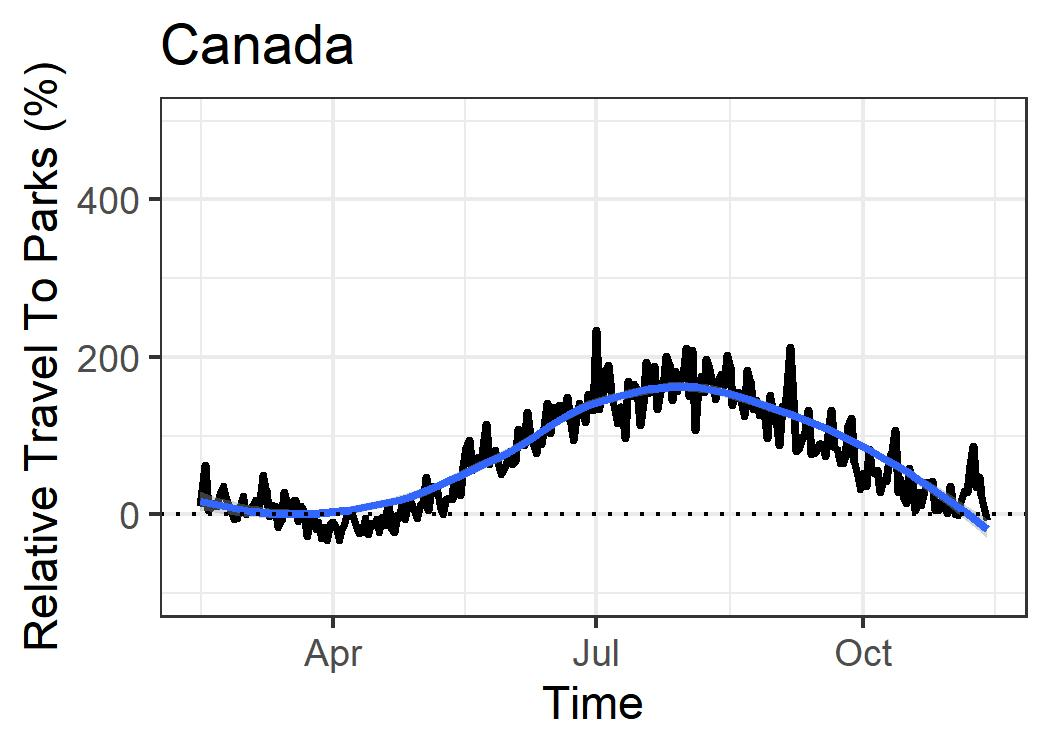 Canada
Relative Travel To Parks (%)
400
200
0
Apr
Jul
Oct
Time